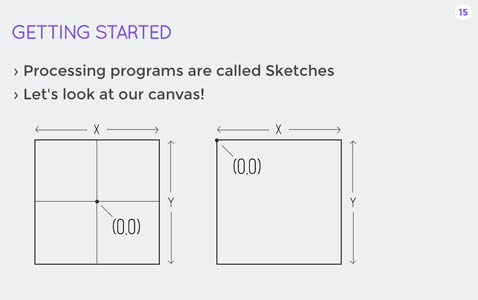 15
GETTING STARTED
› Processing programs are called Sketches
› Let's look at our canvas!
X
X
(0,0)
Y
Y
(0,0)